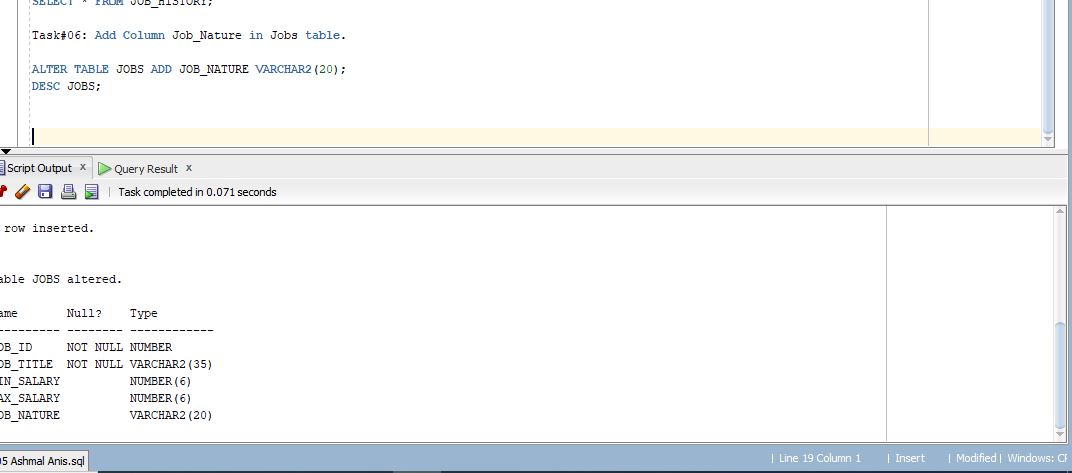 SELECT * FROM JOB_HISTORY;
Task#06: Add Column Job_Nature in Jobs table.
ALTER TABLE JOBS ADD JOB_NATURE VARCHAR2(20);
DESC JOBS;
Script Output x Query Result x
Task completed in 0.071 seconds
row inserted.
able JOBS altered.
ame Null? Type
--------- -------- ------------
OB_ID NOT NULL NUMBER
OB_TITLE NOT NULL VARCHAR2(35)
IN_SALARY NUMBER(6)
AX_SALARY NUMBER(6)
OB_NATURE VARCHAR2(20)
05 Ashmal Anis.sql
| Line 19 Column 1 | Insert | Modified | Windows: CR